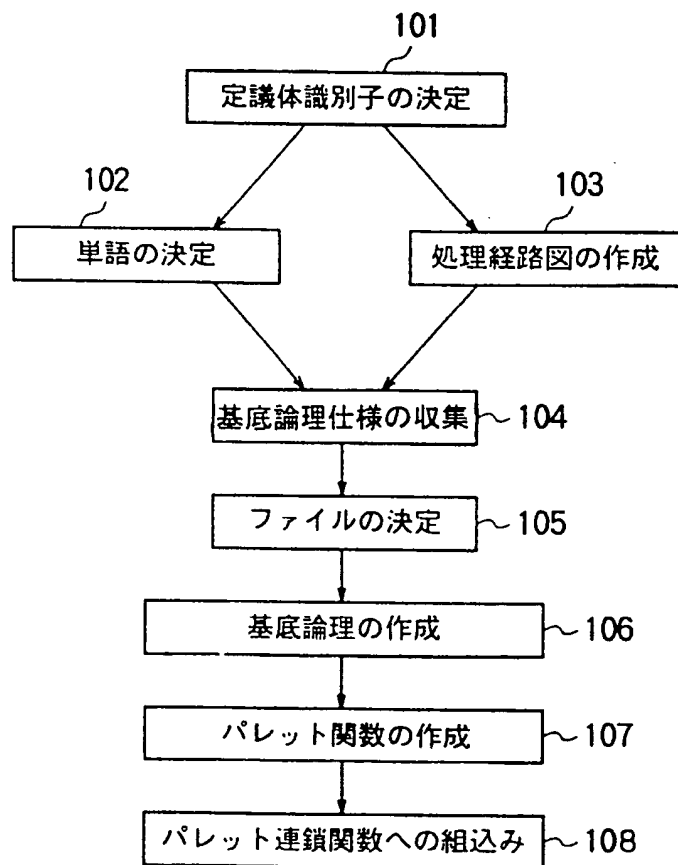 101
定議体識別子の決定
102
単語の決定
103
処理経路図の作成
基底論理仕様の収集 104
ファイルの決定 105
基底論理の作成 106
パレット関数の作成 107
パレット連鎖関数への組込み 108